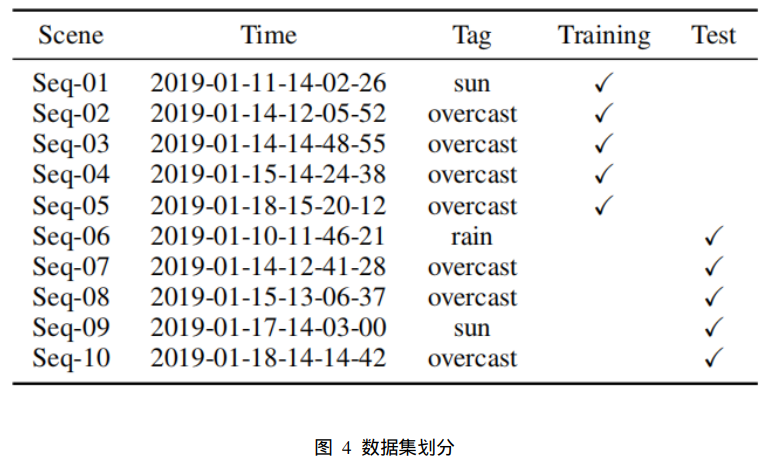 Scene Time Tag Training Test
Seq-01 2019-01-11-14-02-26 sun ✓
Seq-02 2019-01-14-12-05-52 overcast ✓
Seq-03 2019-01-14-14-48-55 overcast ✓
Seq-04 2019-01-15-14-24-38 overcast ✓
Seq-05 2019-01-18-15-20-12 overcast ✓
Seq-06 2019-01-10-11-46-21 rain ✓
Seq-07 2019-01-14-12-41-28 overcast ✓
Seq-08 2019-01-15-13-06-37 overcast ✓
Seq-09 2019-01-17-14-03-00 sun ✓
Seq-10 2019-01-18-14-14-42 overcast ✓
图 4 数据集划分